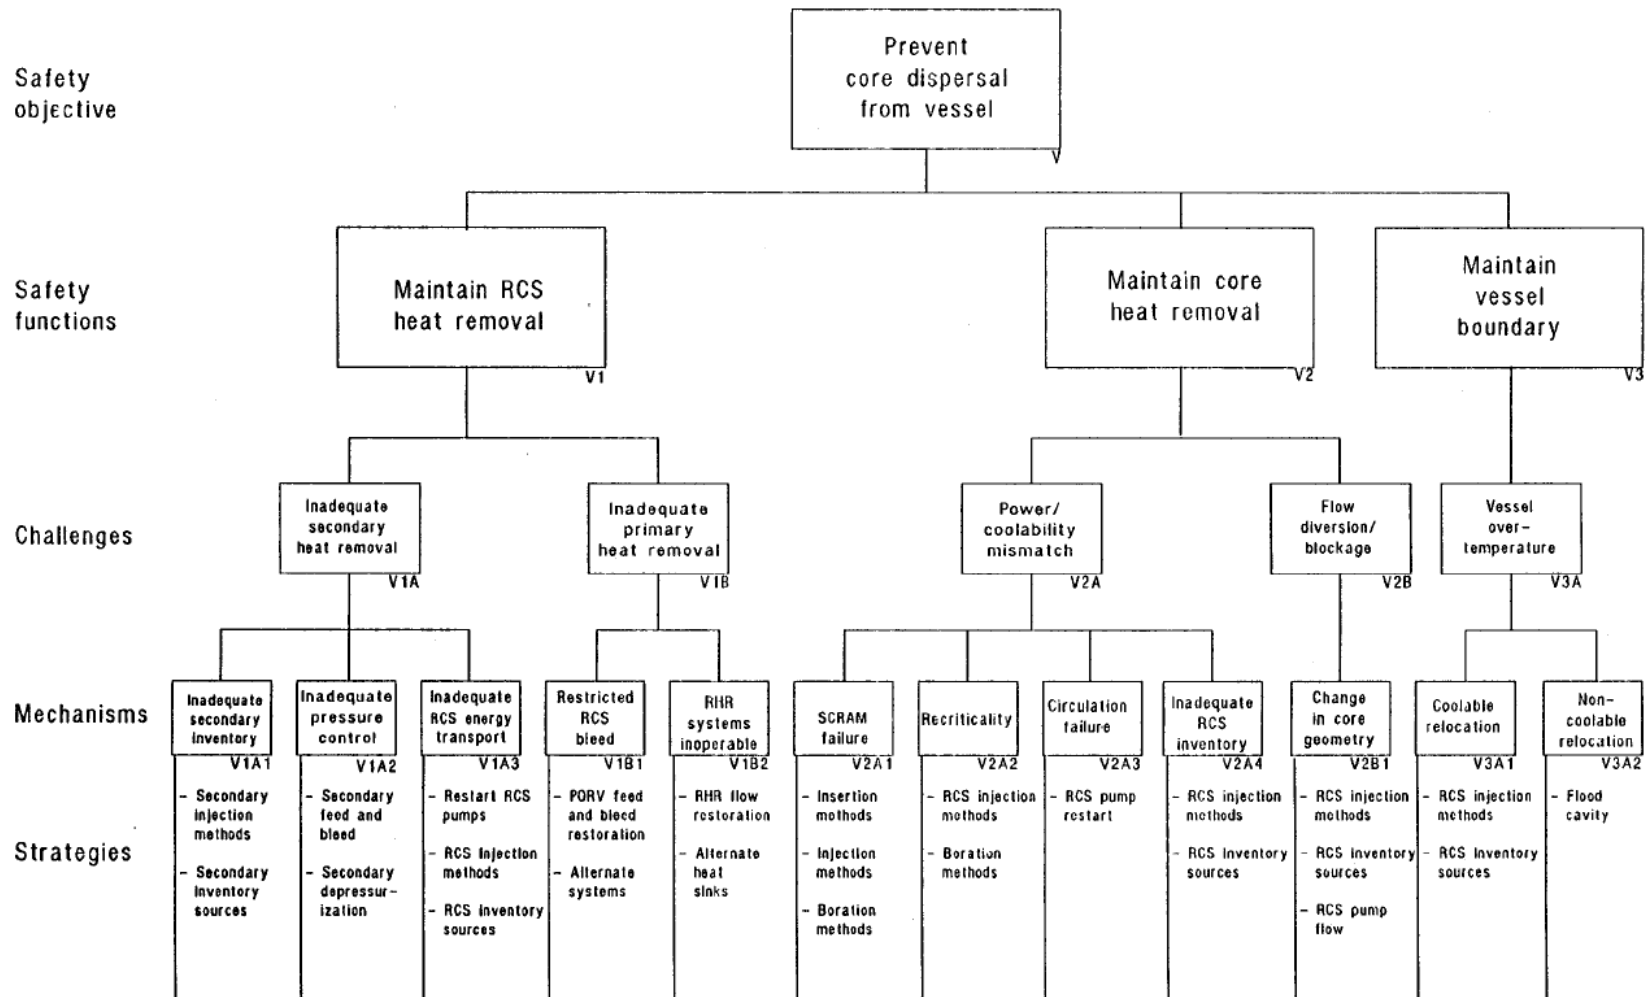 Safety
objective
Prevent
core dispersal
from vessel
V
Safety
functions
Maintain RCS
heat removal
V1
Maintain core
heat removal
V2
Maintain
vessel
boundary
V3
Challenges
Inadequate
secondary
heat removal
V1A
Inadequate
primary
heat removal
V1B
Power/
coolability
mismatch
V2A
Flow
diversion/
blockage
V2B
Vessel
over-
temperature
V3A
Mechanisms
Inadequate
secondary
inventory
V1A1
Inadequate
pressure
control
V1A2
Inadequate
RCS energy
transport
V1A3
Restricted
RCS
bleed
V1B1
RHR
systems
inoperable
V1B2
SCRAM
failure
V2A1
Recriticality
V2A2
Circulation
failure
V2A3
Inadequate
RCS
inventory
V2A4
Change
in core
geometry
V2B1
Coolable
relocation
V3A1
Non-
coolable
relocation
V3A2
Strategies
- Secondary
injection
methods
- Secondary
inventory
sources
- Secondary
feed and
bleed
- Secondary
depressur-
ization
- Restart RCS
pumps
- RCS injection
methods
- RCS inventory
sources
- PORV feed
and bleed
restoration
- Alternate
systems
- RHR flow
restoration
- Alternate
heat
sinks
- Insertion
methods
- Injection
methods
- Boration
methods
- RCS injection
methods
- Boration
methods
- RCS pump
restart
- RCS injection
methods
- RCS inventory
sources
- RCS injection
methods
- RCS inventory
sources
- RCS pump
flow
- RCS injection
methods
- RCS inventory
sources
- Flood
cavity